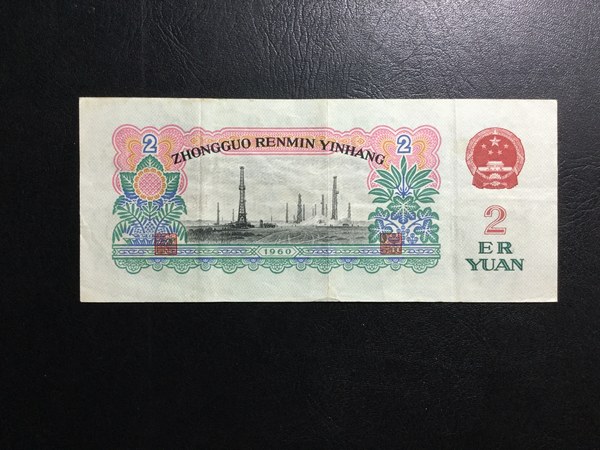 2
2
ZHONGGUO RENMIN YINHANG
1960
2
ER
YUAN